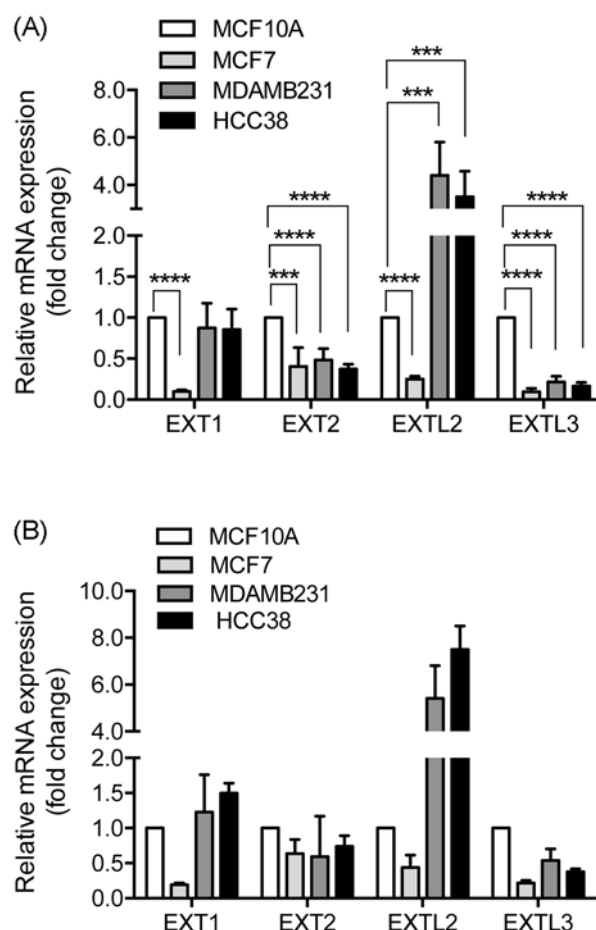 (A)
MCF10A
MCF7
MDAMB231
HCC38
Relative mRNA expression
(fold change)
8.0
6.0
4.0
2.0
1.5
1.0
0.5
0.0
****
***
****
****
****
***
***
****
****
****
EXT1 EXT2 EXTL2 EXTL3
(B)
MCF10A
MCF7
MDAMB231
HCC38
Relative mRNA expression
(fold change)
10.0
8.0
6.0
4.0
2.0
1.5
1.0
0.5
0.0
EXT1 EXT2 EXTL2 EXTL3